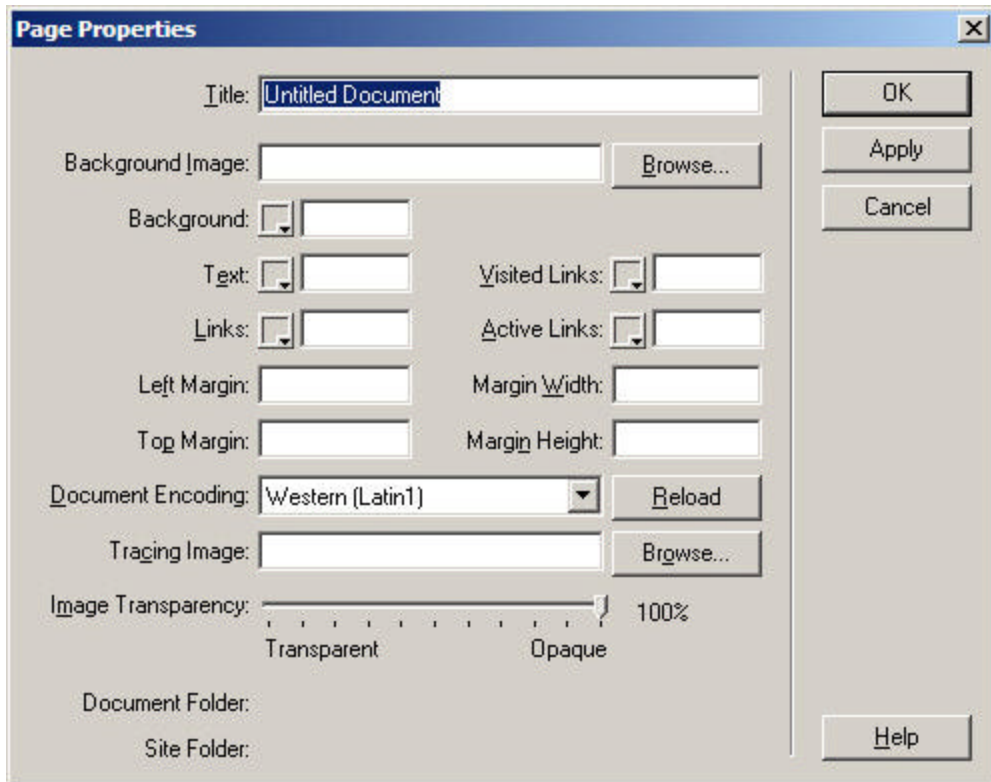 Page Properties
Title: Untitled Document
OK
Background Image: Browse...
Apply
Background:
Cancel
Text: Visited Links:
Links: Active Links:
Left Margin: Margin Width:
Top Margin: Margin Height:
Document Encoding: Western (Latin1) Reload
Tracing Image: Browse...
Image Transparency: 100%
Transparent Opaque
Document Folder:
Site Folder:
Help